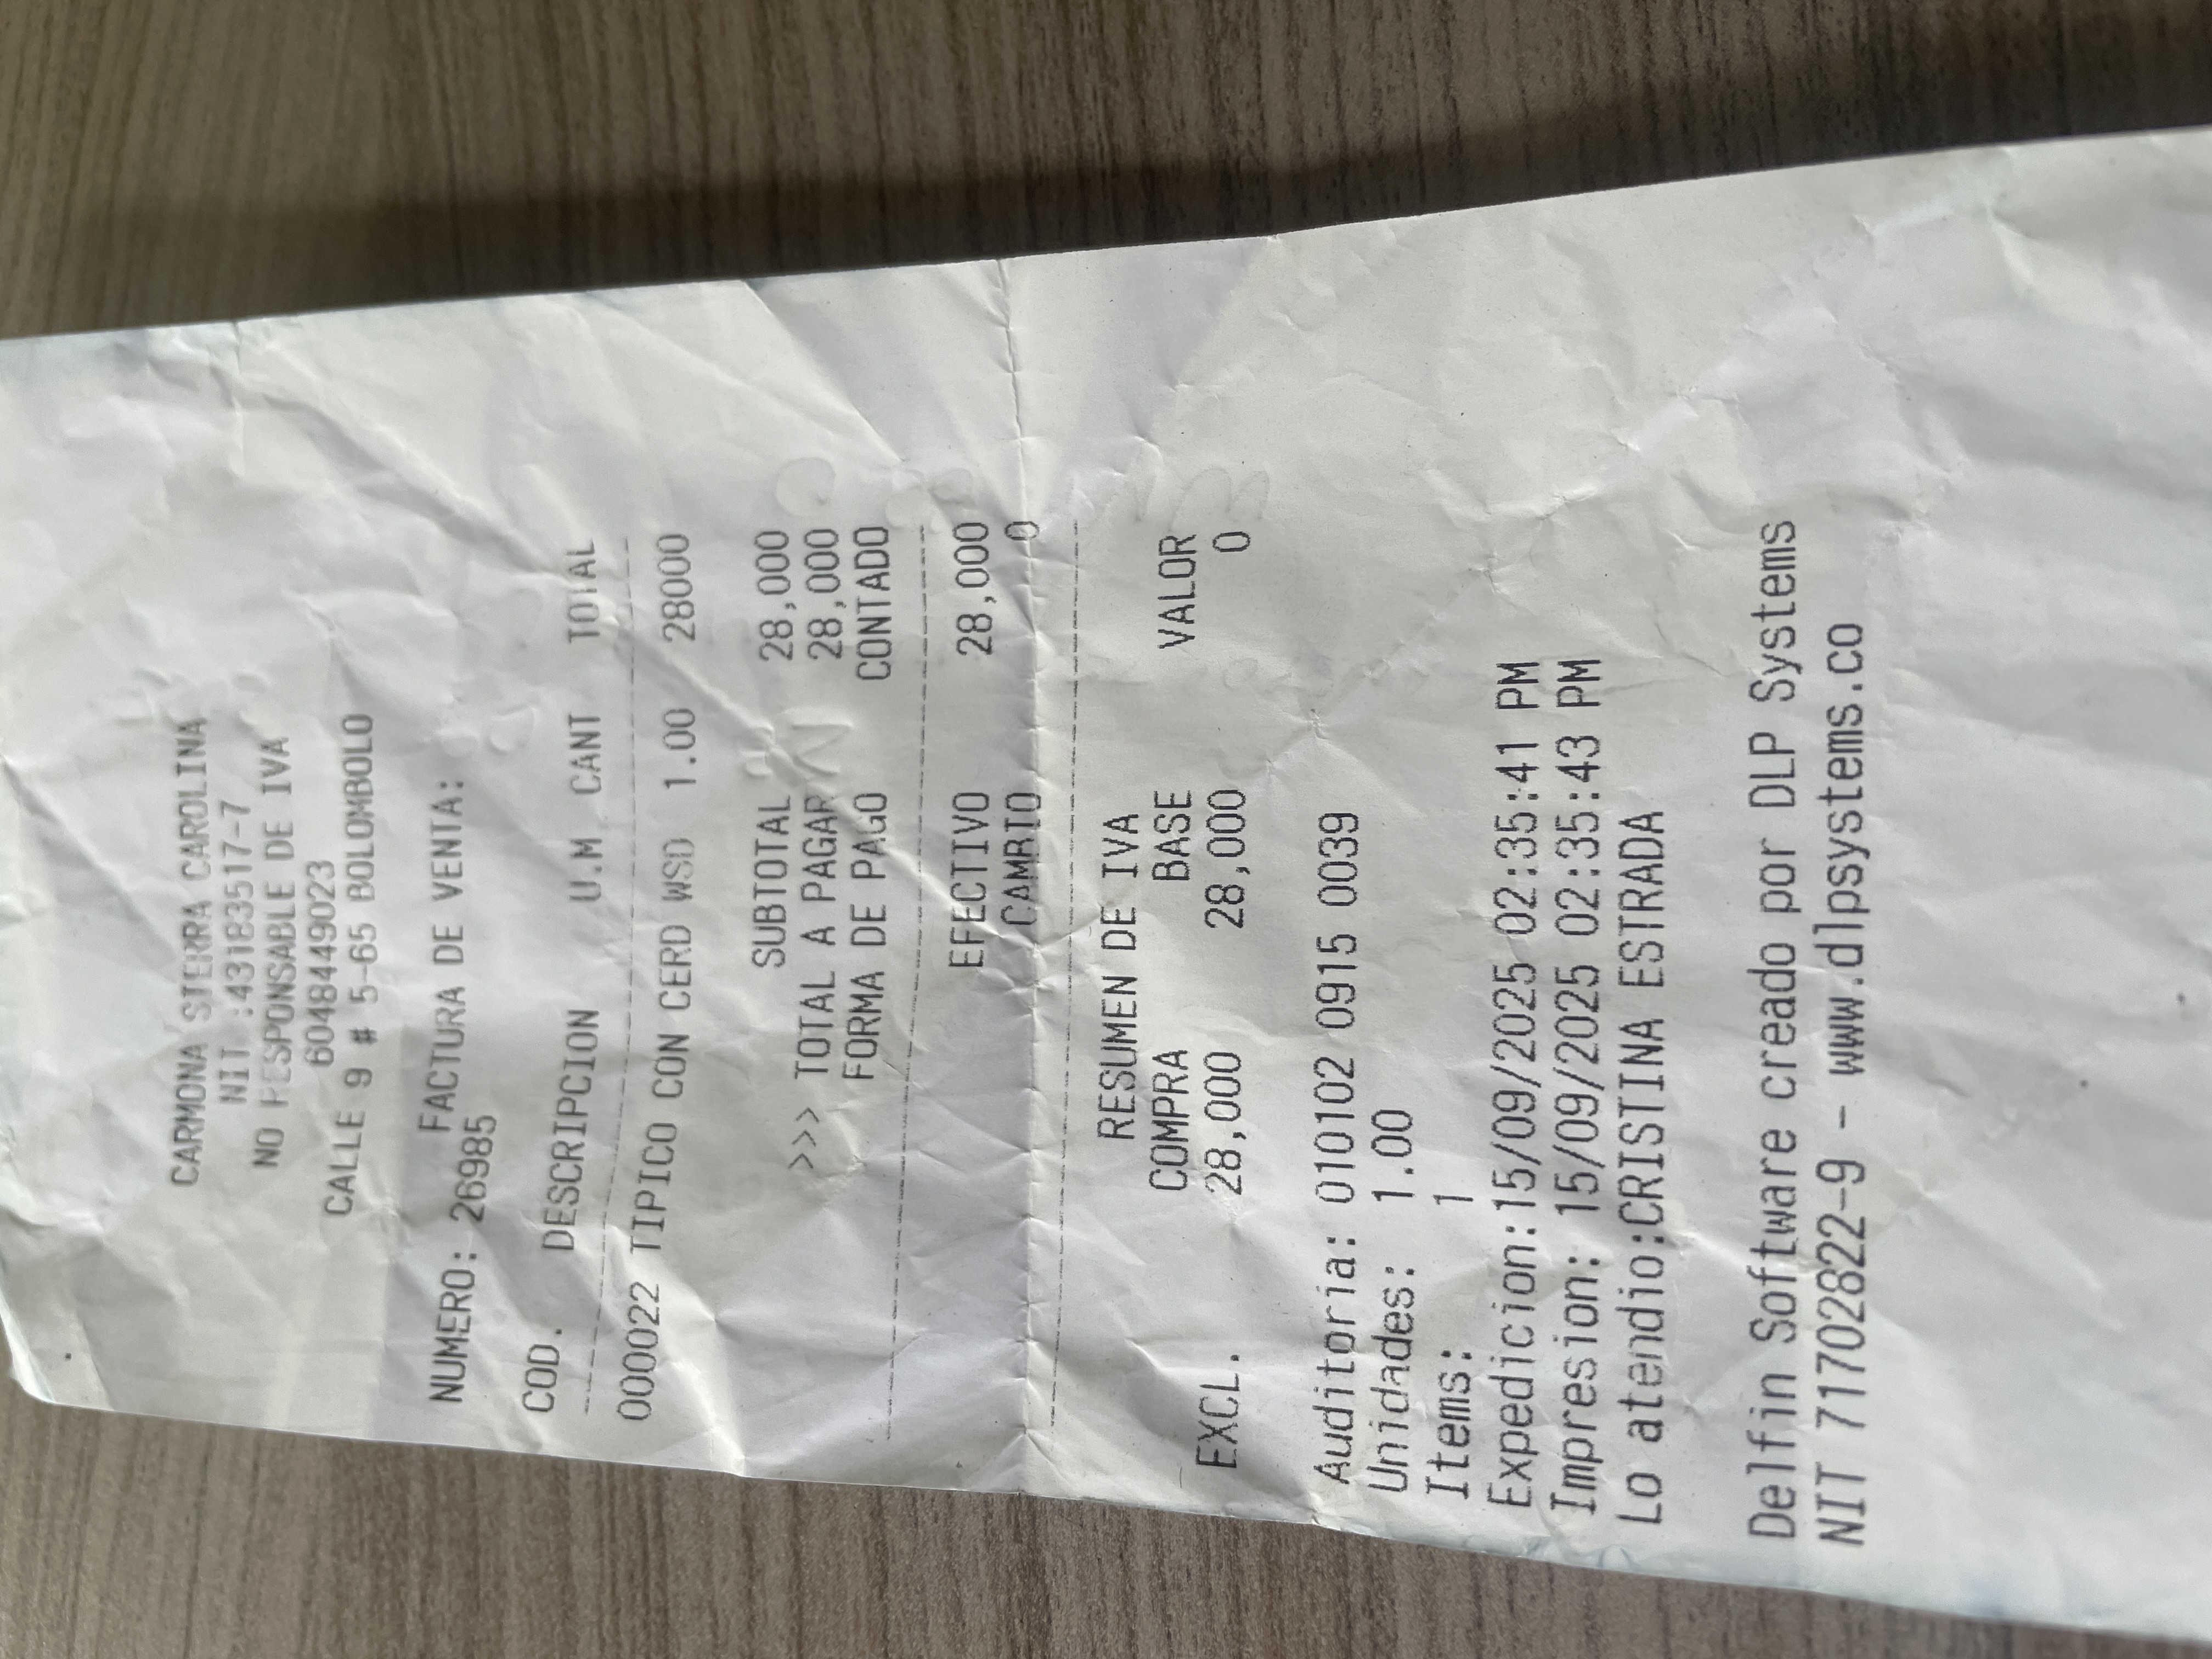 CARMONA SIERRA CAROLINA
NIT :43183517-7
NO RESPONSABLE DE IVA
6048449023
CALLE 9 # 5-65 BOLOMBOLO
FACTURA DE VENTA:
NUMERO: 26985
COD. DESCRIPCION U.M CANT TOTAL
000022 TIPICO CON CERD WSD 1.00 28000
SUBTOTAL 28,000
>>> TOTAL A PAGAR 28,000
FORMA DE PAGO CONTADO
EFECTIVO 28,000
CAMBIO 0
RESUMEN DE IVA
COMPRA BASE VALOR
EXCL. 28,000 28,000 0
Auditoria: 010102 0915 0039
Unidades: 1.00
Items: 1
Expedicion:15/09/2025 02:35:41 PM
Impresion: 15/09/2025 02:35:43 PM
Lo atendio:CRISTINA ESTRADA
Delfin Software creado por DLP Systems
NIT 71702822-9 - www.dlpsystems.co